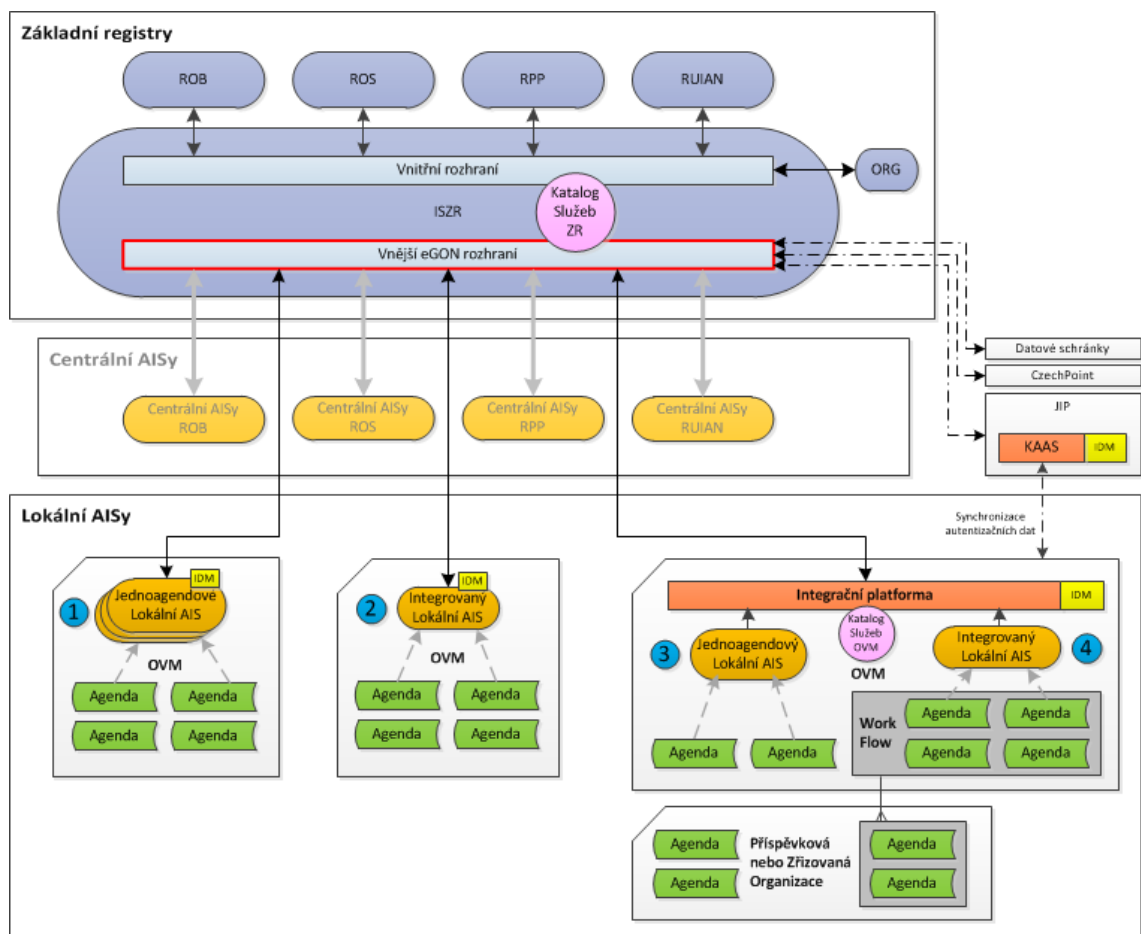 Základní registry
ROB
ROS
RPP
RUIAN
Vnitřní rozhraní
ORG
ISZR
Katalog
Služeb
ZR
Vnější eGON rozhraní
Centrální AISy
Centrální AISy
ROB
Centrální AISy
ROS
Centrální AISy
RPP
Centrální AISy
RUIAN
Datové schránky
CzechPoint
JIP
KAAS
IDM
Synchronizace
autentizačních dat
Lokální AISy
1
IDM
Jednoagendové
Lokální AIS
OVM
Agenda
Agenda
Agenda
Agenda
2
IDM
Integrovaný
Lokální AIS
OVM
Agenda
Agenda
Agenda
Agenda
Integrační platforma
IDM
3
Jednoagendový
Lokální AIS
Katalog
Služeb
OVM
OVM
Integrovaný
Lokální AIS
4
Agenda
Agenda
Work
Flow
Agenda
Agenda
Agenda
Agenda
Agenda
Agenda
Příspěvková
nebo Zřizovaná
Organizace
Agenda
Agenda